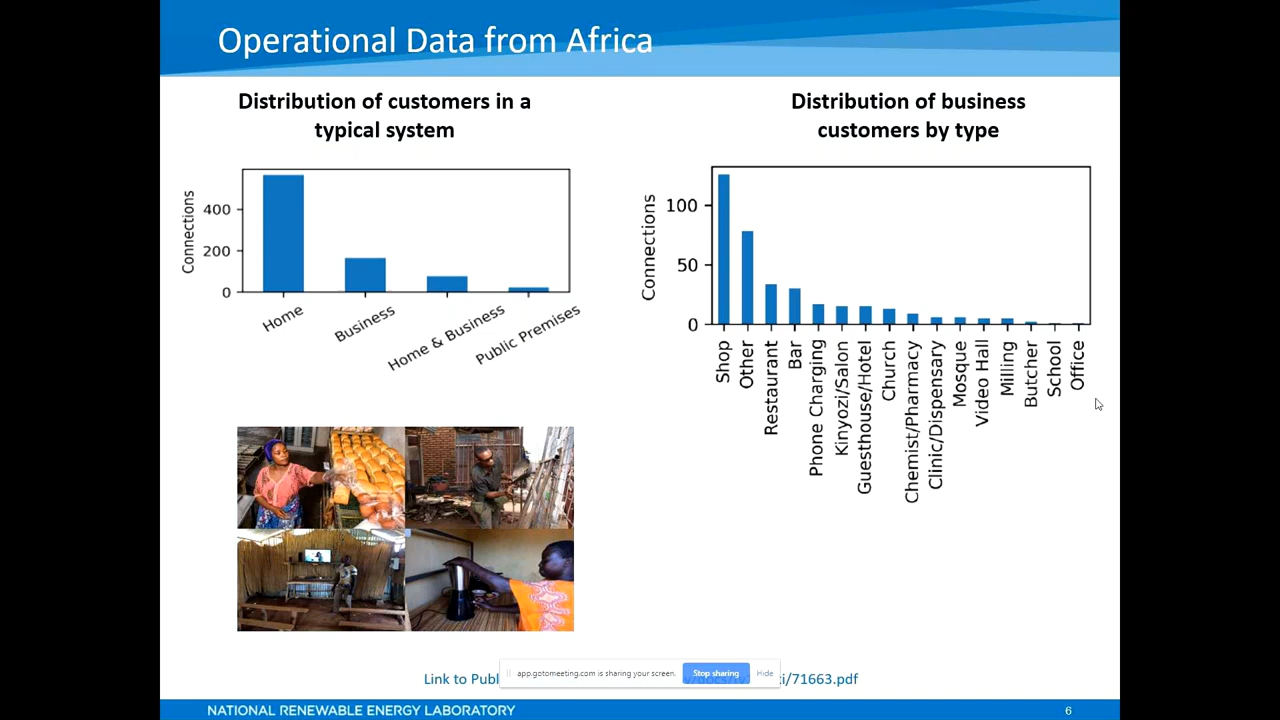 Operational Data from Africa
Distribution of customers in a
typical system
Connections
400
200
0
Home
Business
Home & Business
Public Premises
Distribution of business
customers by type
Connections
100
50
0
Shop
Other
Restaurant
Bar
Phone Charging
Kinyozi/Salon
Guesthouse/Hotel
Church
Chemist/Pharmacy
Clinic/Dispensary
Mosque
Video Hall
Milling
Butcher
School
Office
Link to
app.gotomeeting.com is sharing your screen.
Stop sharing
Hide
/71663.pdf
NATIONAL RENEWABLE ENERGY LABORATORY
6